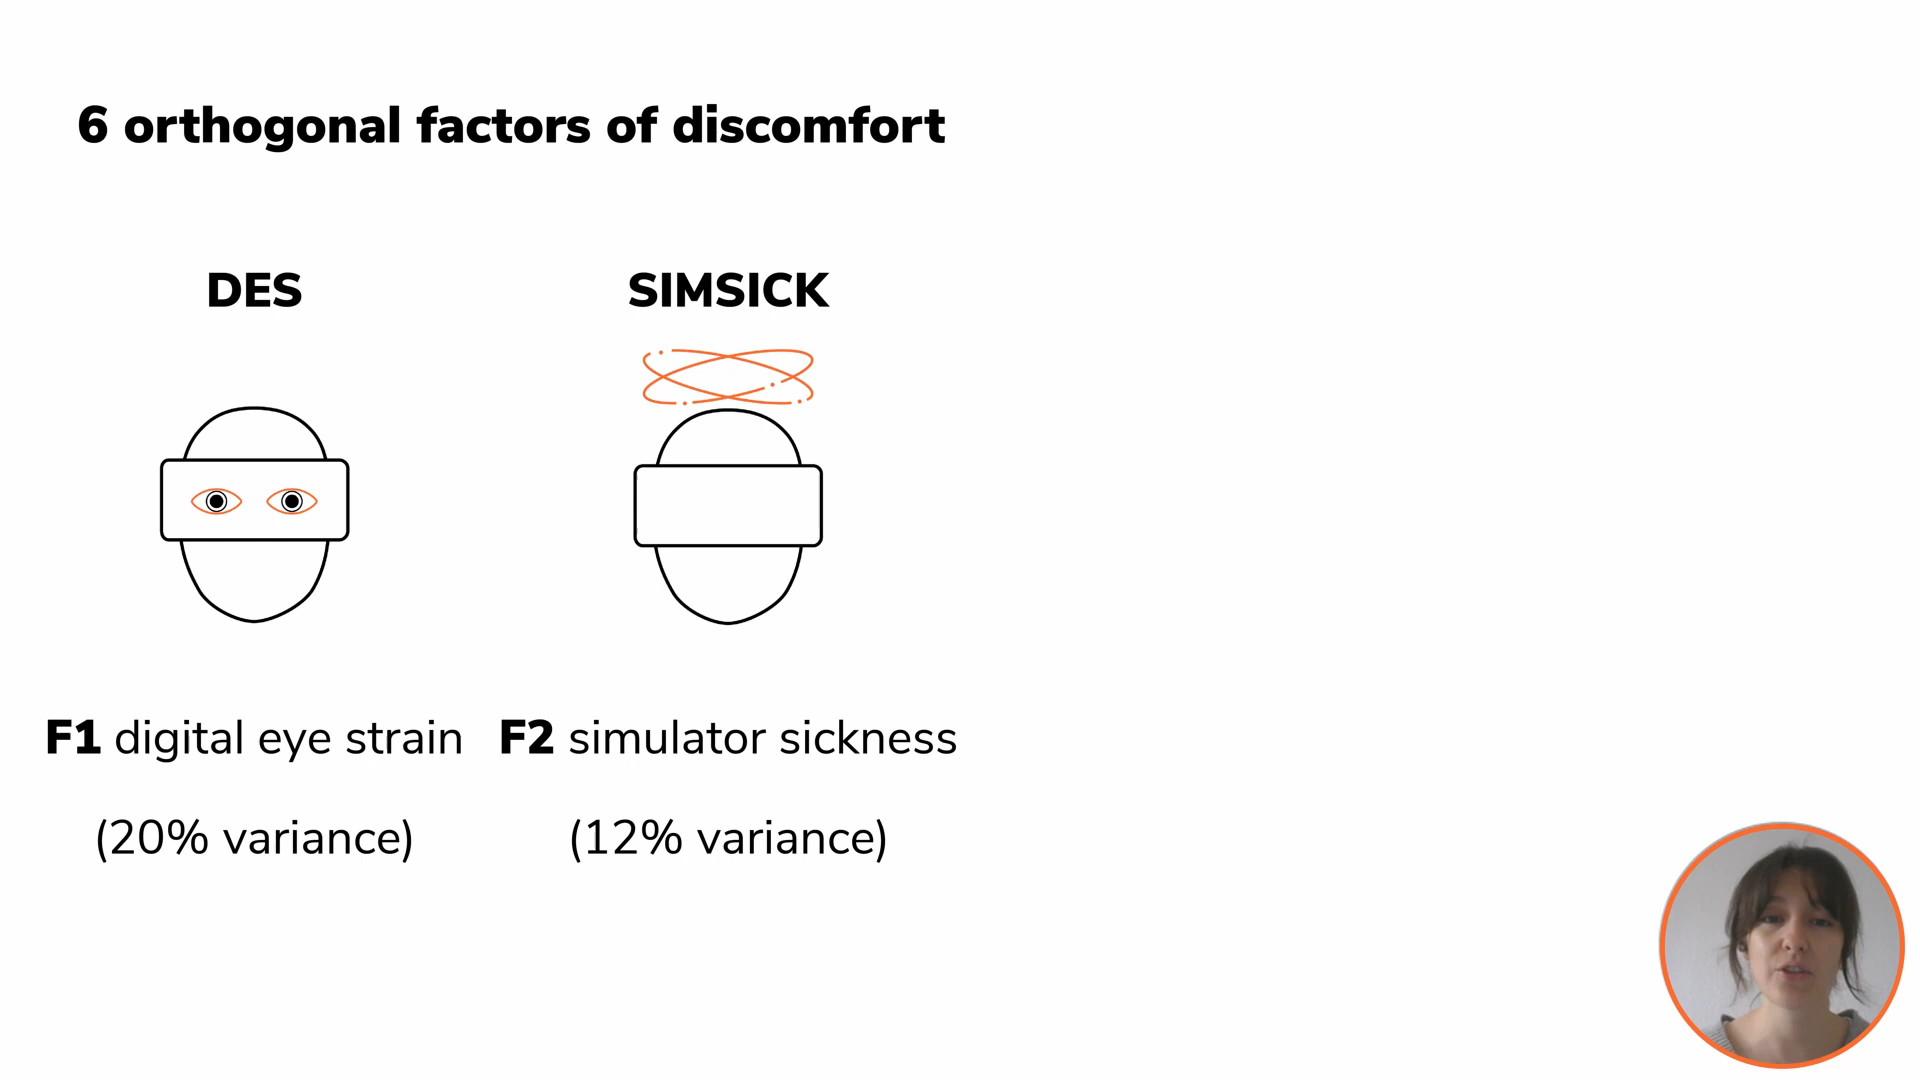 6 orthogonal factors of discomfort
DES
SIMSICK
F1 digital eye strain
(20% variance)
F2 simulator sickness
(12% variance)